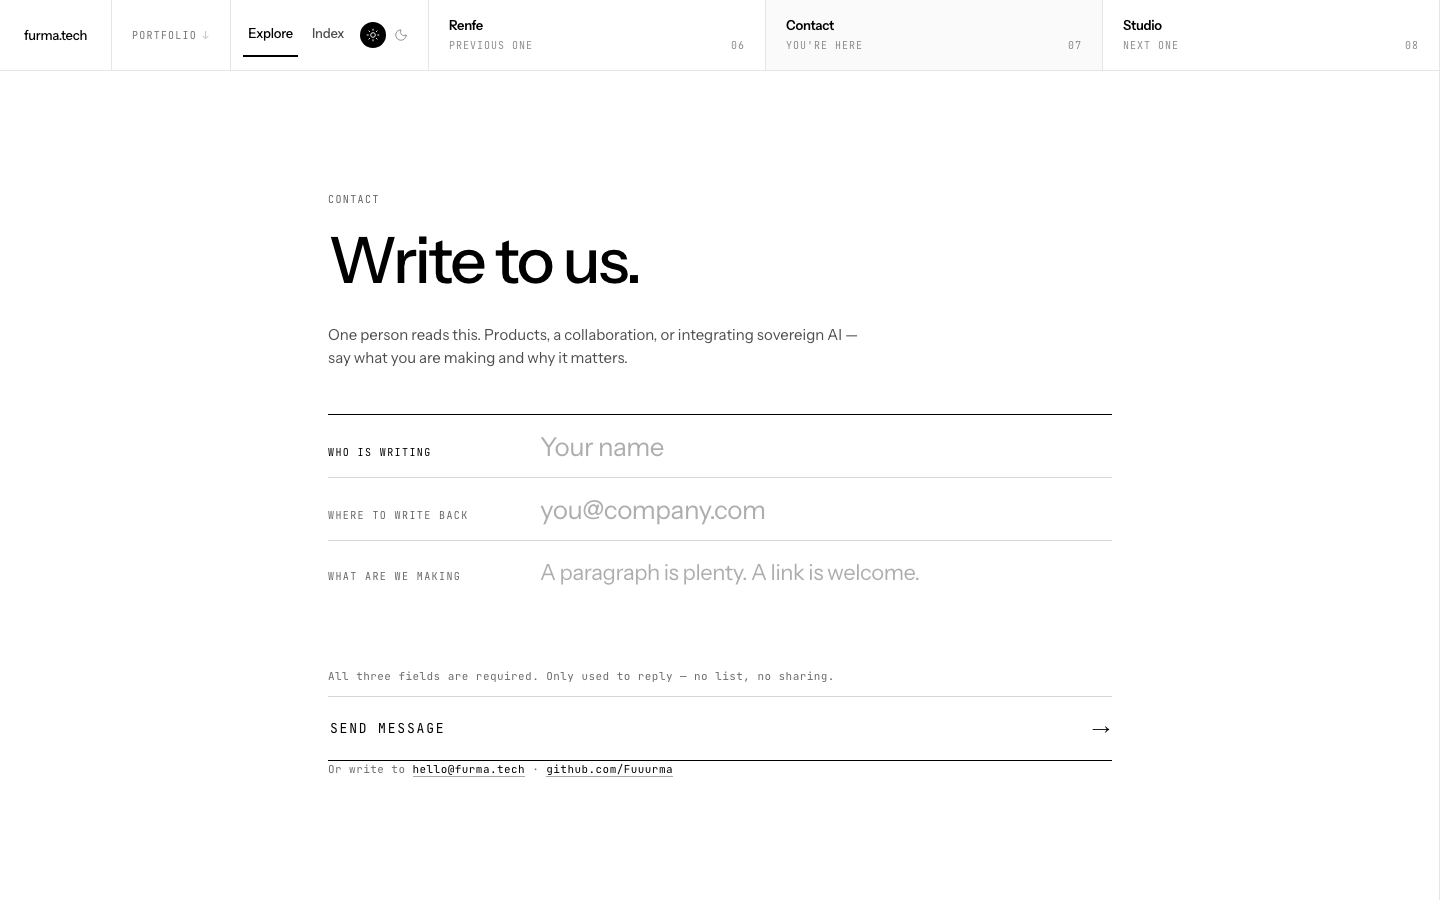 furma.tech
PORTFOLIO ↓
Explore
Index
Renfe
PREVIOUS ONE
06
Contact
YOU'RE HERE
07
Studio
NEXT ONE
08
CONTACT
Write to us.
One person reads this. Products, a collaboration, or integrating sovereign AI —
say what you are making and why it matters.
WHO IS WRITING
Your name
WHERE TO WRITE BACK
you@company.com
WHAT ARE WE MAKING
A paragraph is plenty. A link is welcome.
All three fields are required. Only used to reply — no list, no sharing.
SEND MESSAGE →
Or write to hello@furma.tech · github.com/Fuuurma